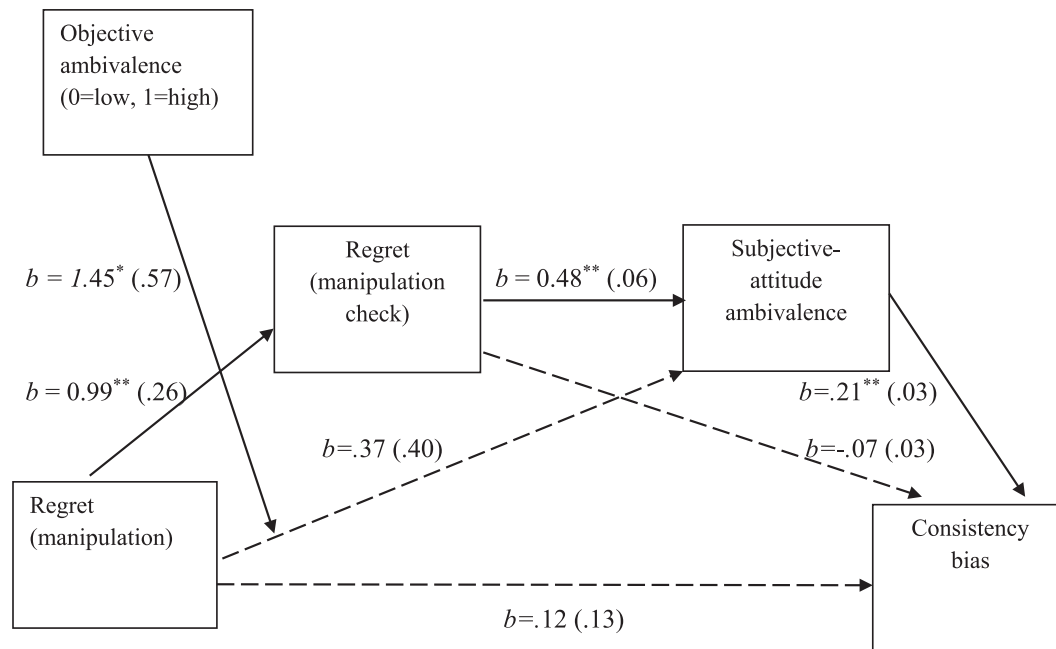 Objective
ambivalence
(0=low, 1=high)
Regret
(manipulation
check)
Subjective-
attitude
ambivalence
b = 1.45* (.57)
b = 0.48** (.06)
b = 0.99** (.26)
b=.21** (.03)
b=.37 (.40)
b=-.07 (.03)
Regret
(manipulation)
Consistency
bias
b=.12 (.13)